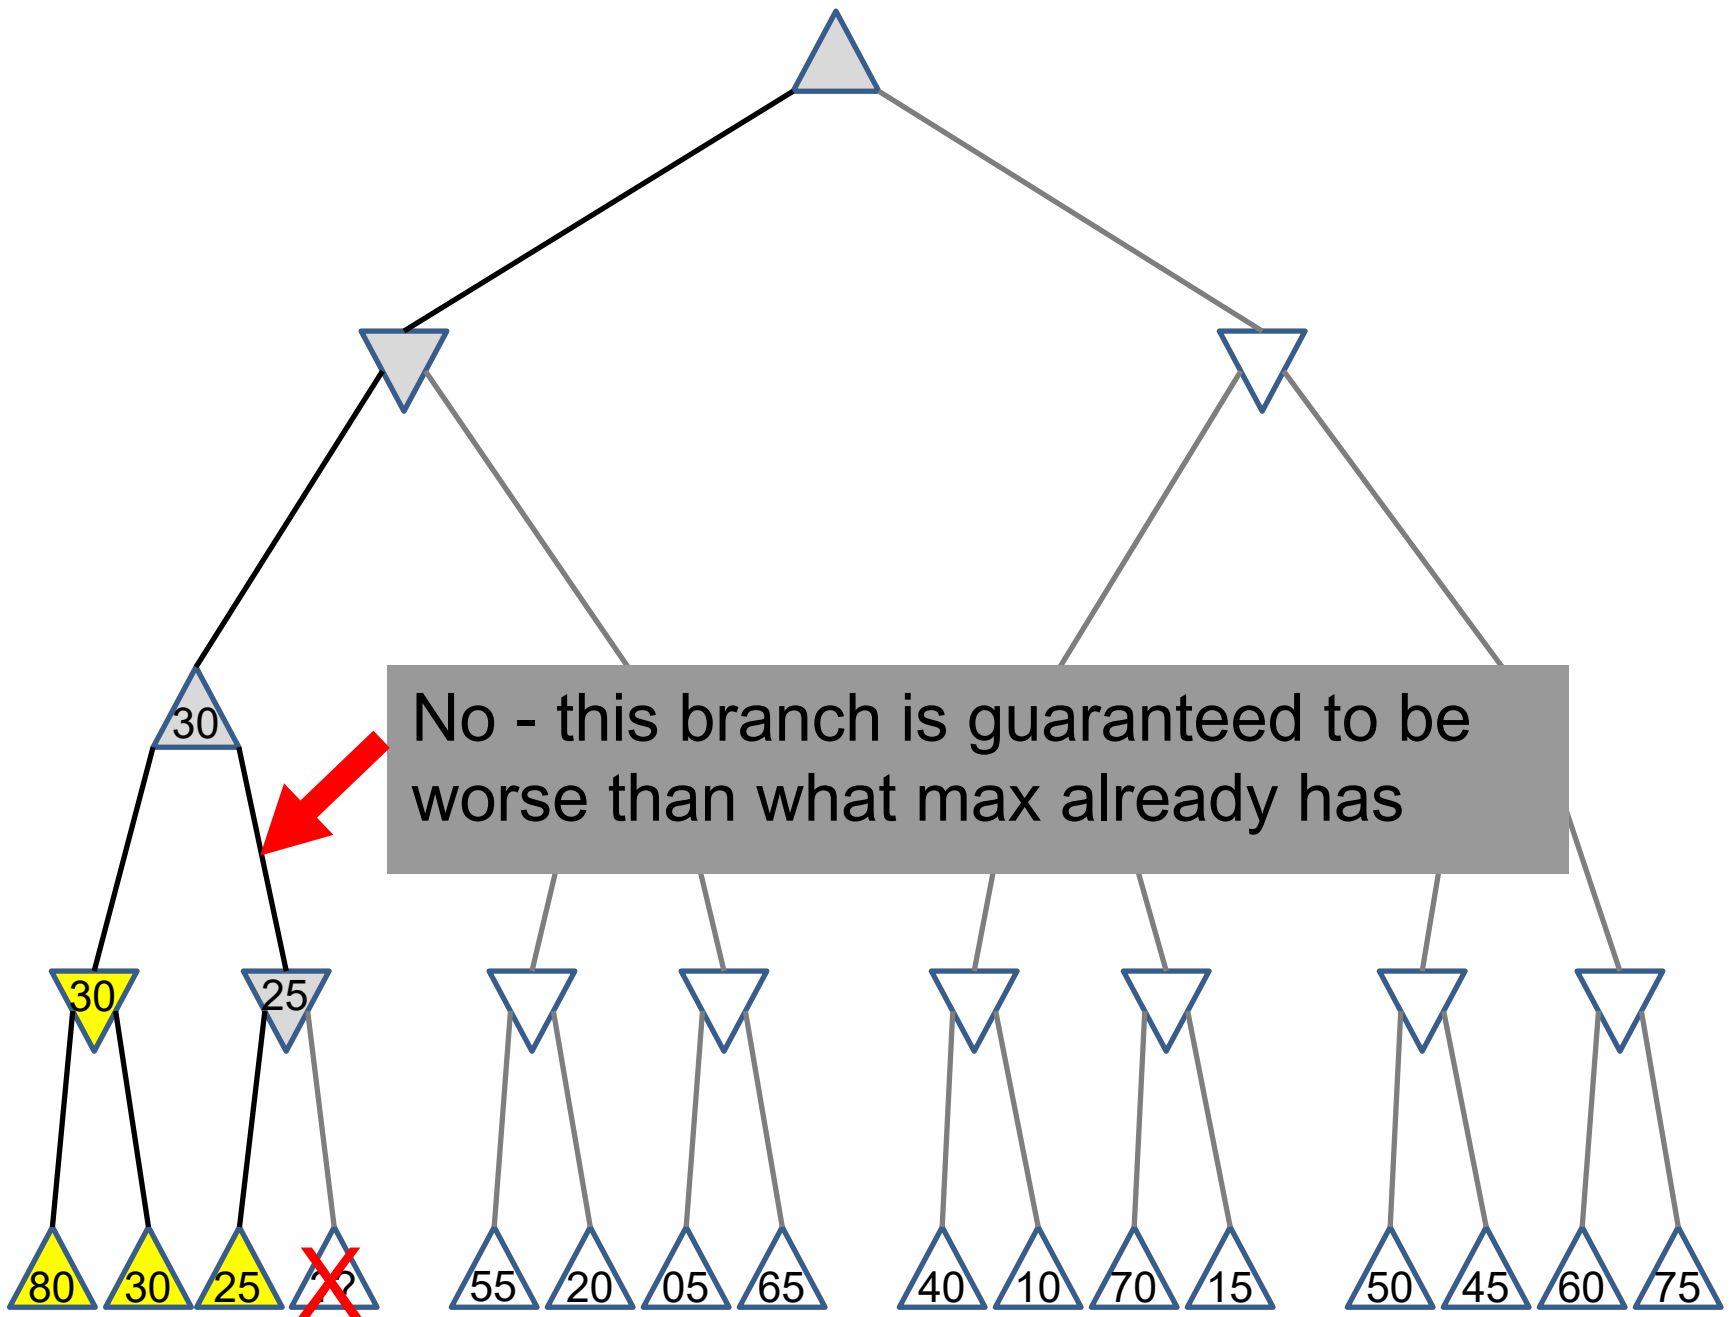 30
No - this branch is guaranteed to be
worse than what max already has
30 25
80 30 25 ?? 55 20 05 65 40 10 70 15 50 45 60 75